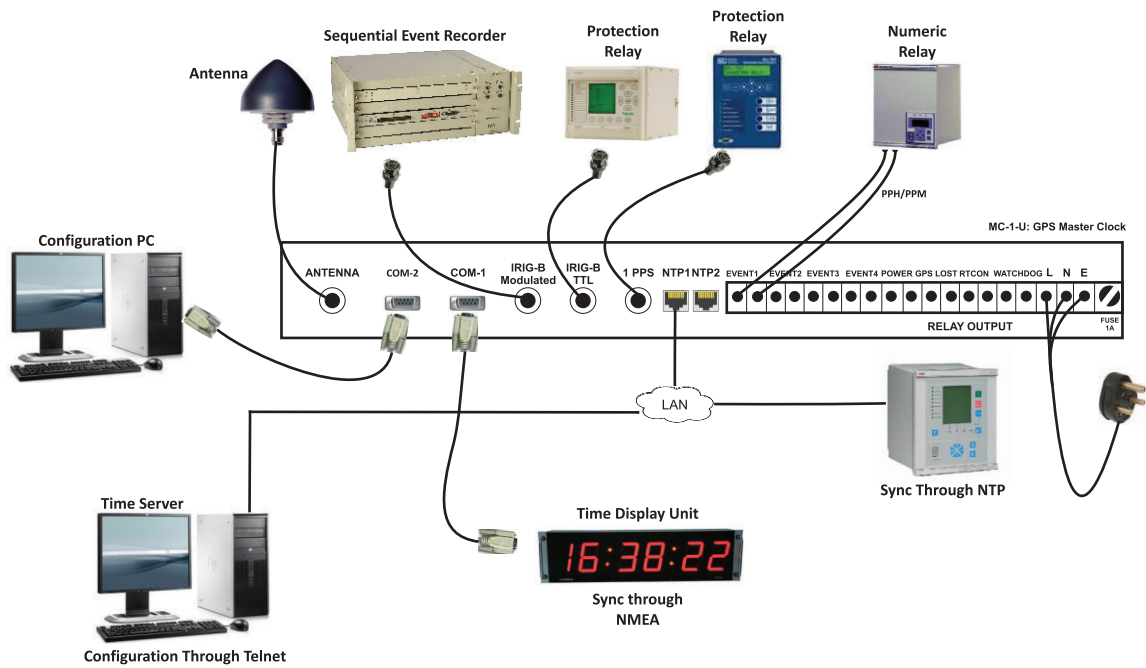 Sequential Event Recorder
Protection
Relay
Protection
Relay
Numeric
Relay
Antenna
PPH/PPM
MC-1-U: GPS Master Clock
Configuration PC
ANTENNA
COM-2
COM-1
IRIG-B
Modulated
IRIG-B
TTL
1 PPS
NTP1 NTP2
EVENT1 EVENT2 EVENT3 EVENT4 POWER GPS LOST RTCON WATCHDOG L N E
RELAY OUTPUT
FUSE
1A
LAN
Sync Through NTP
Time Server
Time Display Unit
16:38:22
Sync through
NMEA
Configuration Through Telnet